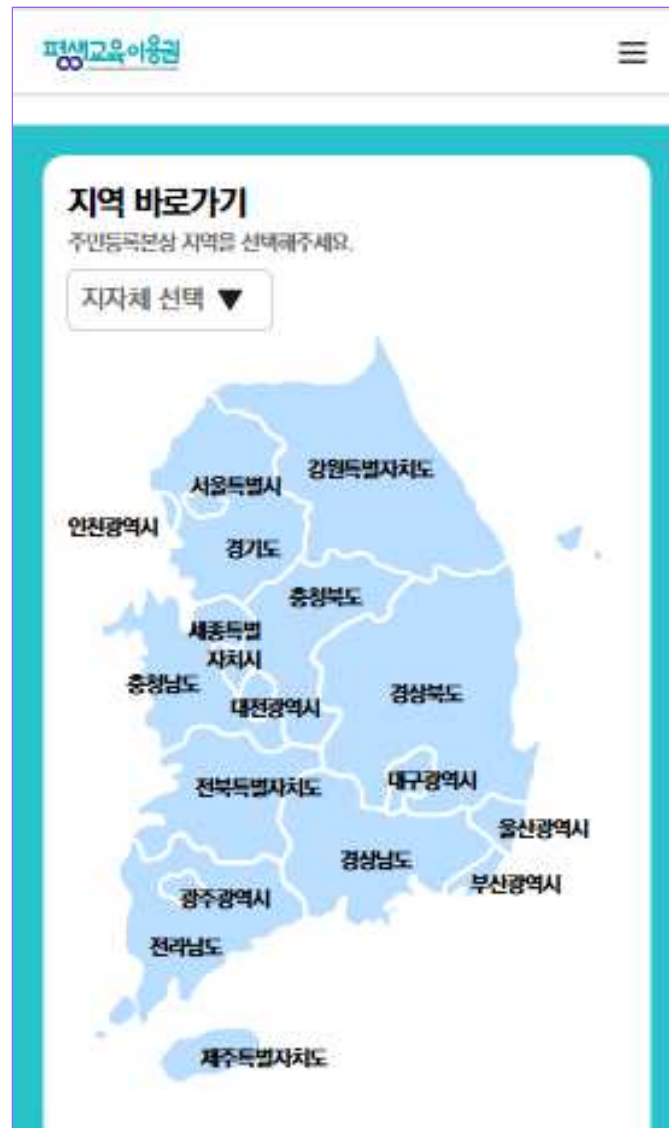 평생교육이용권
지역 바로가기
주민등록본상 지역을 선택해주세요.
지자체 선택 ▼
강원특별자치도
서울특별시
인천광역시
경기도
충청북도
세종특별
자치시
충청남도
대전광역시
경상북도
대구광역시
전북특별자치도
울산광역시
경상남도
부산광역시
광주광역시
전라남도
제주특별자치도